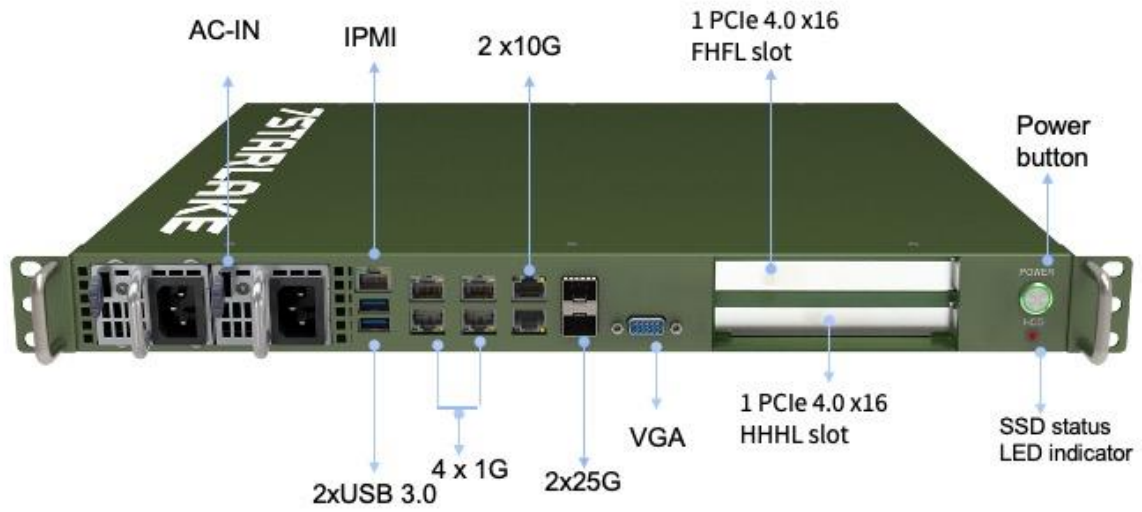 AC-IN
IPMI
2 x10G
1 PCIe 4.0 x16
FHFL slot
Power
button
7STARLAKE
POWER
HDD
1 PCIe 4.0 x16
HHHL slot
SSD status
LED indicator
VGA
4 x 1G
2x25G
2xUSB 3.0